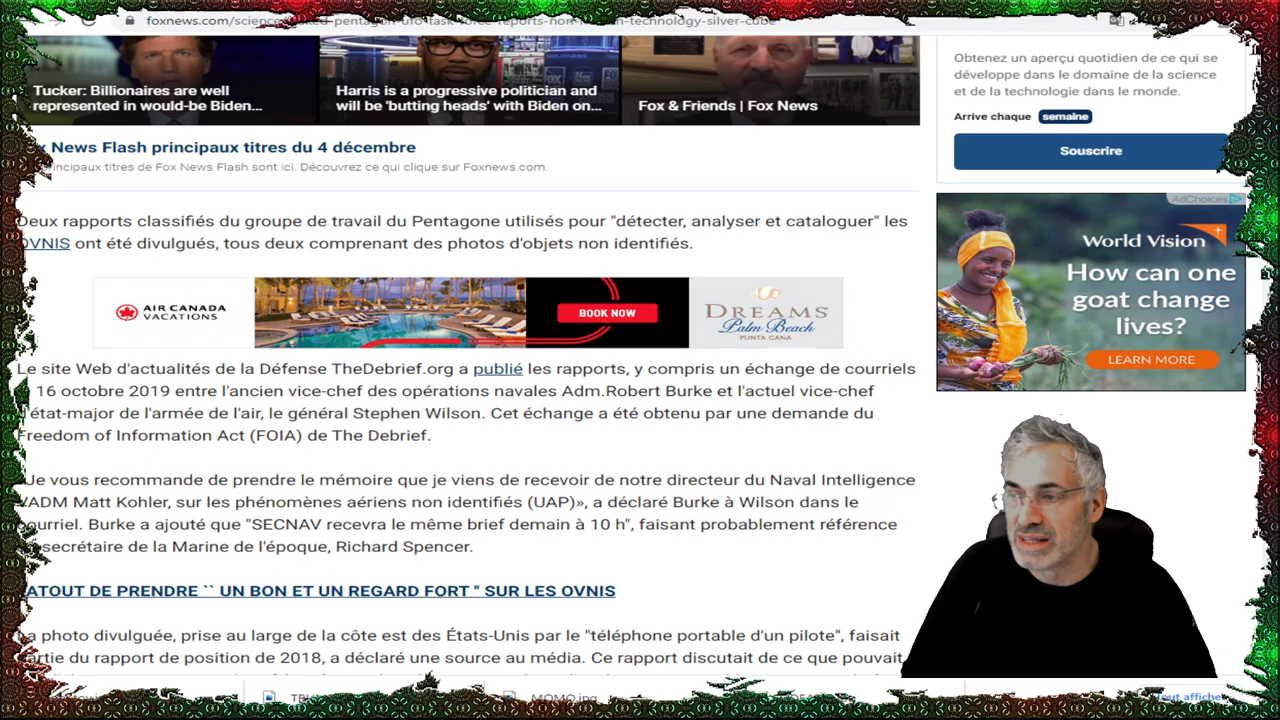 foxnews.com/science
pentagon-ufo-task-force-reports-non
technology-silver-cube
Tucker: Billionaires are well
represented in would-be Biden...
Harris is a progressive politician and
will be 'butting heads' with Biden on...
Fox & Friends | Fox News
News Flash principaux titres du 4 décembre
principaux titres de Fox News Flash sont ici. Découvrez ce qui clique sur Foxnews.com.
Deux rapports classifiés du groupe de travail du Pentagone utilisés pour "détecter, analyser et cataloguer" les
OVNIS ont été divulgués, tous deux comprenant des photos d'objets non identifiés.
AIR CANADA
VACATIONS
BOOK NOW
DREAMS
Palm Beach
PUNTA CANA
Le site Web d'actualités de la Défense TheDebrief.org a publié les rapports, y compris un échange de courriels
16 octobre 2019 entre l'ancien vice-chef des opérations navales Adm.Robert Burke et l'actuel vice-chef
d'état-major de l'armée de l'air, le général Stephen Wilson. Cet échange a été obtenu par une demande du
Freedom of Information Act (FOIA) de The Debrief.
Je vous recommande de prendre le mémoire que je viens de recevoir de notre directeur du Naval Intelligence
VADM Matt Kohler, sur les phénomènes aériens non identifiés (UAP)», a déclaré Burke à Wilson dans le
courriel. Burke a ajouté que "SECNAV recevra le même brief demain à 10 h", faisant probablement référence
secrétaire de la Marine de l'époque, Richard Spencer.
ATOUT DE PRENDRE `` UN BON ET UN REGARD FORT '' SUR LES OVNIS
La photo divulguée, prise au large de la côte est des États-Unis par le "téléphone portable d'un pilote", faisait
partie du rapport de position de 2018, a déclaré une source au média. Ce rapport discutait de ce que pouvait
Obtenez un aperçu quotidien de ce qui se
développe dans le domaine de la science
et de la technologie dans le monde.
Arrive chaque semaine
Souscrire
AdChoices
World Vision
How can one
goat change
lives?
LEARN MORE
MOMO.jpg
Tout affiche